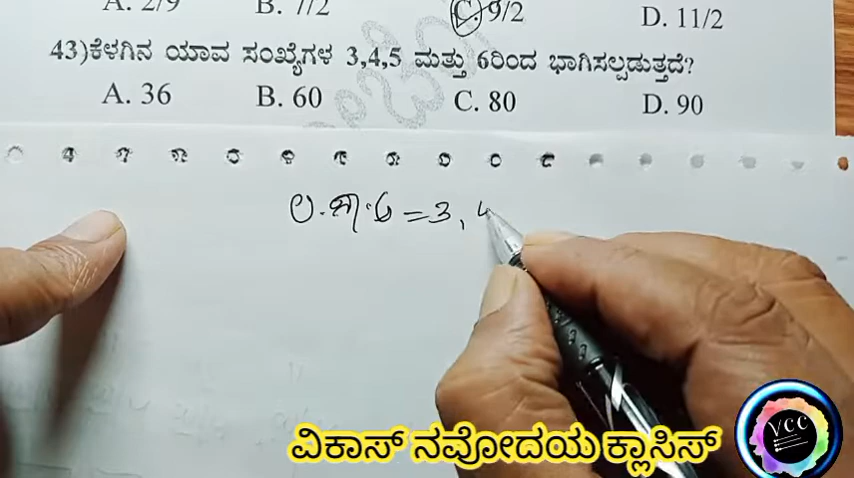 A. 2/9 B. 7/2 C. 9/2 D. 11/2
43)ಕೆಳಗಿನ ಯಾವ ಸಂಖ್ಯೆಗಳ 3,4,5 ಮತ್ತು 6ರಿಂದ ಭಾಗಿಸಲ್ಪಡುತ್ತದೆ?
A. 36 B. 60 C. 80 D. 90
ಲ.ಸಾ.ಅ = 3, 4
ವಿಕಾಸ್ ನವೋದಯ ಕ್ಲಾಸಿಸ್
VCC